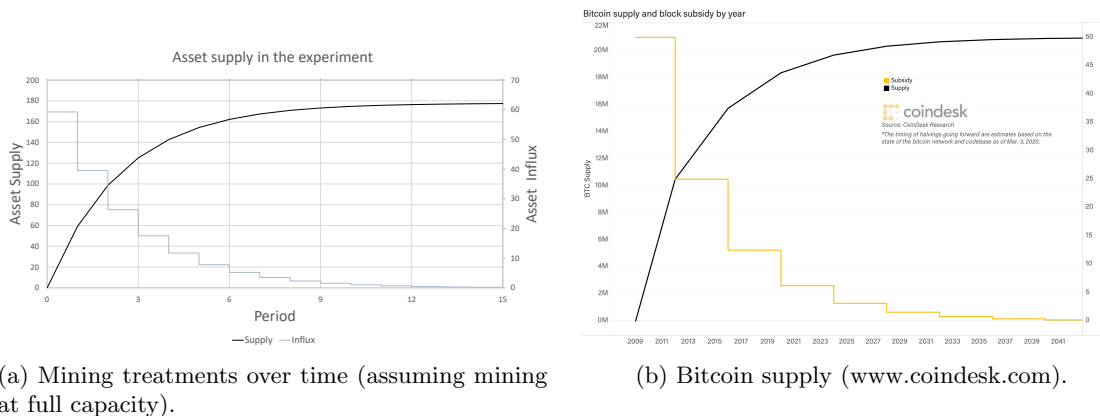 Asset supply in the experiment
200
180
160
140
120
100
80
60
40
20
0
Asset Supply
70
60
50
40
30
20
10
0
Asset Influx
0 3 6 9 12 15
Period
Supply Influx
(a) Mining treatments over time (assuming mining
at full capacity).
Bitcoin supply and block subsidy by year
22M
20M
18M
16M
14M
12M
10M
8M
6M
4M
2M
0M
BTC Supply
50
45
40
35
30
25
20
15
10
5
0
Subsidy
Supply
coindesk
Source: CoinDesk Research
*The timing of halvings going forward are estimates based on the
state of the bitcoin network and codebase as of Mar. 3, 2020.
2009 2011 2013 2015 2017 2019 2021 2023 2025 2027 2029 2031 2033 2035 2037 2039 2041
(b) Bitcoin supply (www.coindesk.com).